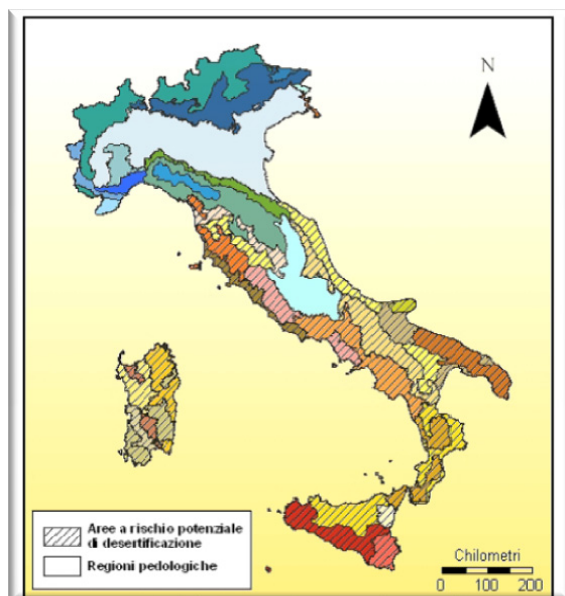 N
Aree a rischio potenziale
di desertificazione
Regioni pedologiche
Chilometri
0 100 200